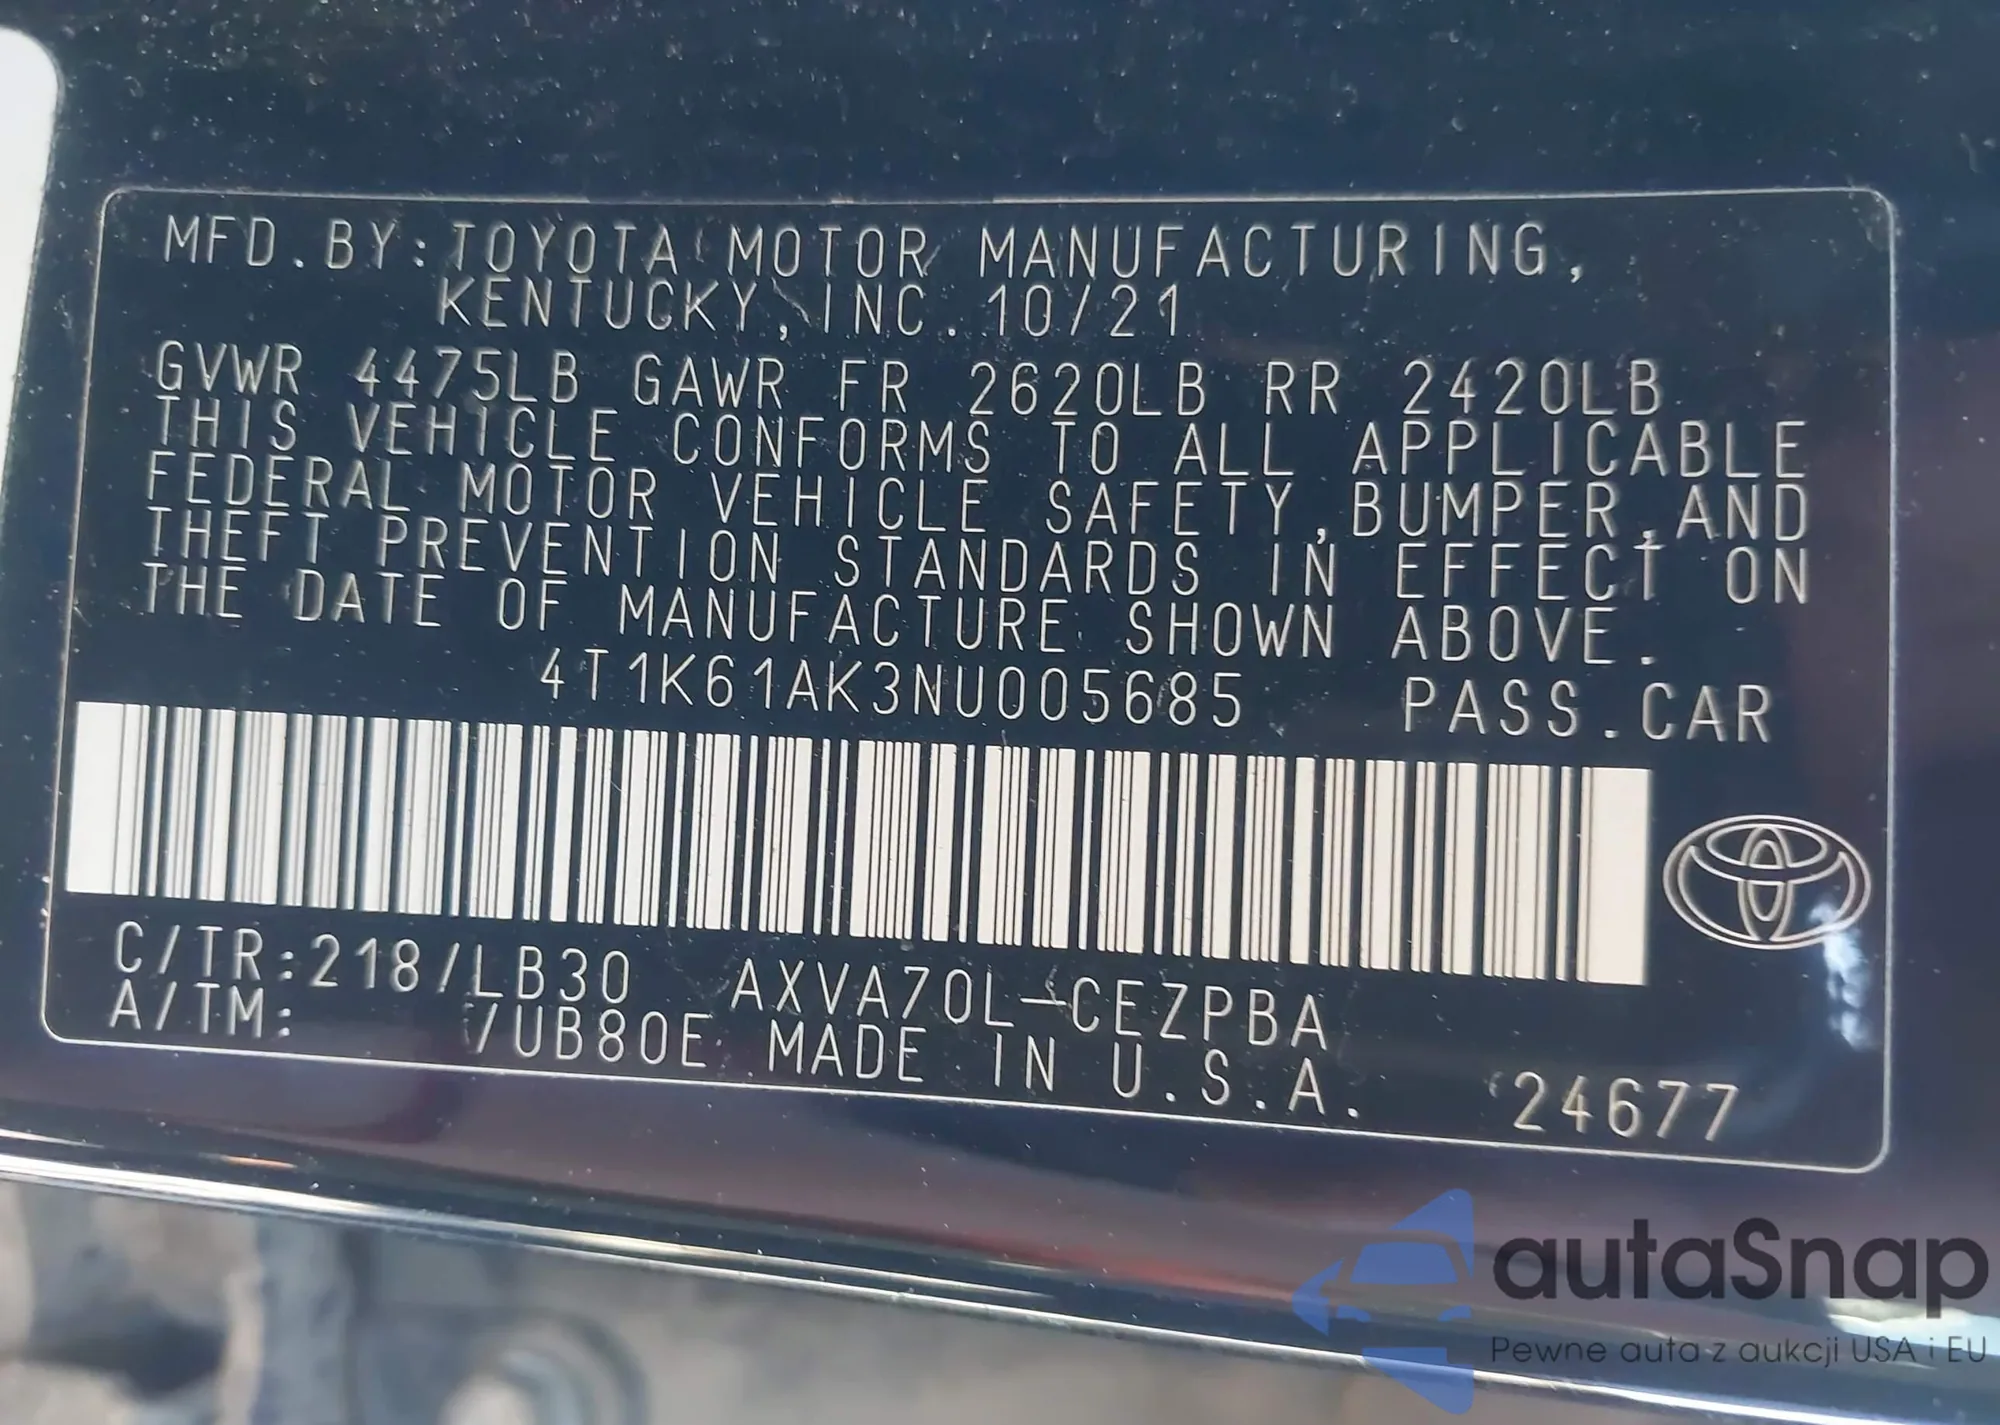 MFD.BY:TOYOTA MOTOR MANUFACTURING,
KENTUCKY,INC.10/21
GVWR 4475LB GAWR FR 2620LB RR 2420LB
THIS VEHICLE CONFORMS TO ALL APPLICABLE
FEDERAL MOTOR VEHICLE SAFETY,BUMPER,AND
THEFT PREVENTION STANDARDS IN EFFECT ON
THE DATE OF MANUFACTURE SHOWN ABOVE.
4T1K61AK3NU005685 PASS.CAR
C/TR:218/LB30 AXVA70L-CEZPBA
A/TM: /UB80E MADE IN U.S.A. 24677
autaSnap
Pewne auta z aukcji USA i EU